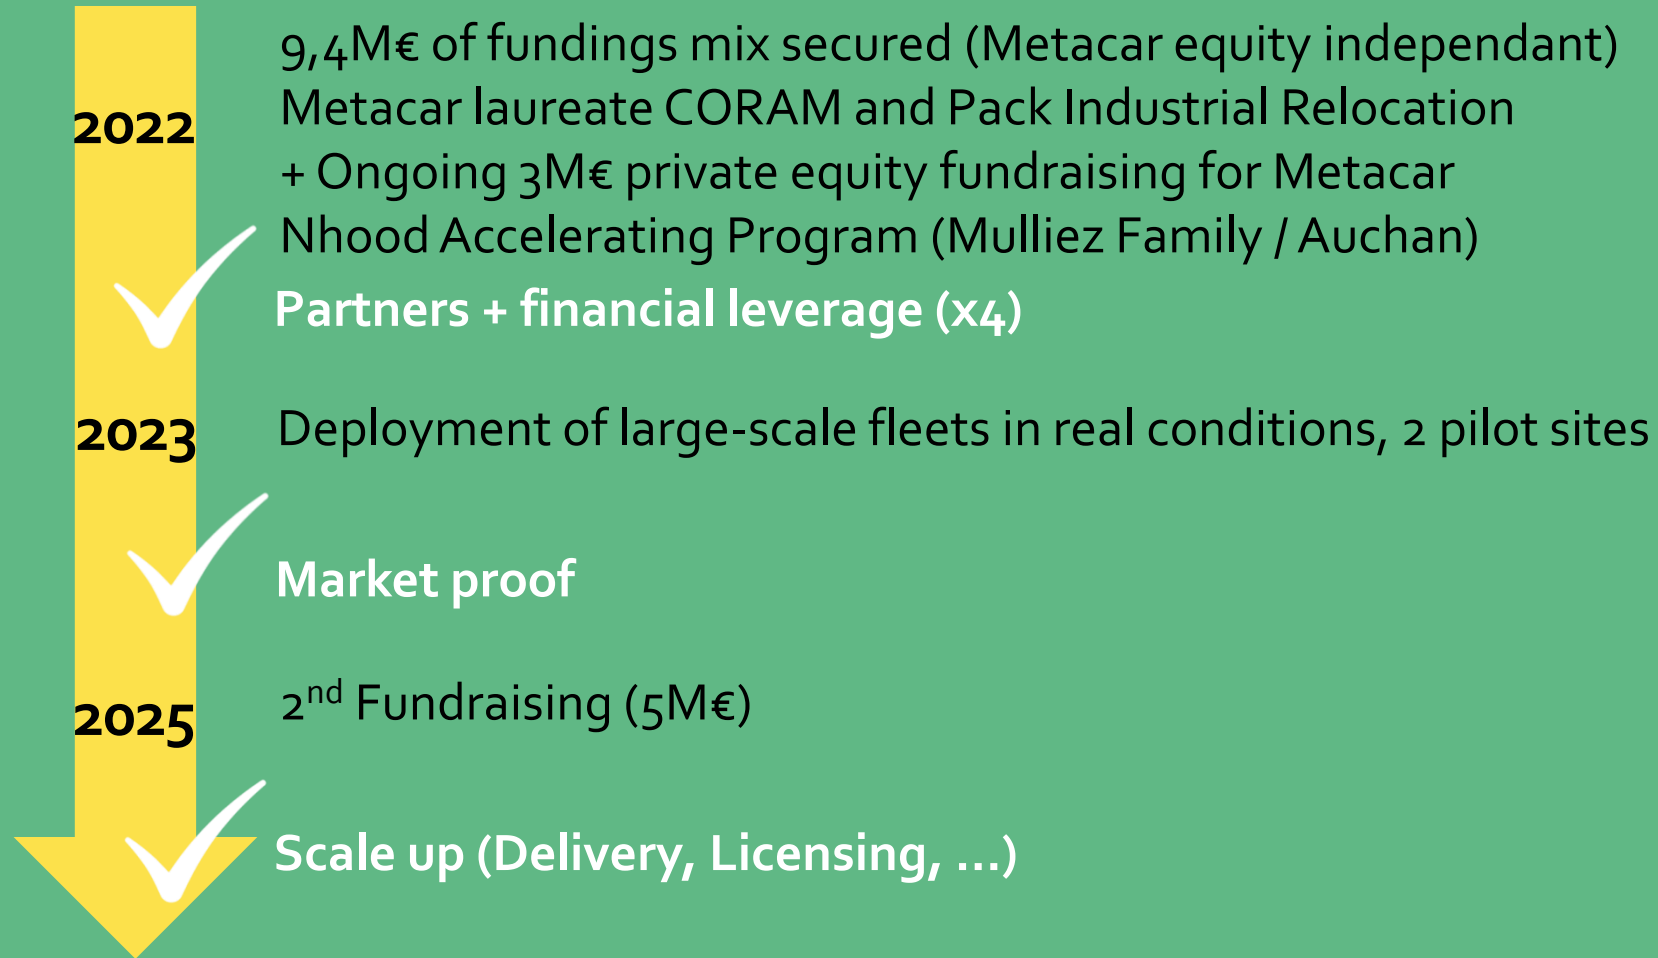 9,4M€ of fundings mix secured (Metacar equity independant)
2022
Metacar laureate CORAM and Pack Industrial Relocation
+ Ongoing 3M€ private equity fundraising for Metacar
Nhood Accelerating Program (Mulliez Family / Auchan)
Partners + financial leverage (x4)
2023
Deployment of large-scale fleets in real conditions, 2 pilot sites
Market proof
2025
2nd Fundraising (5M€)
Scale up (Delivery, Licensing, ...)